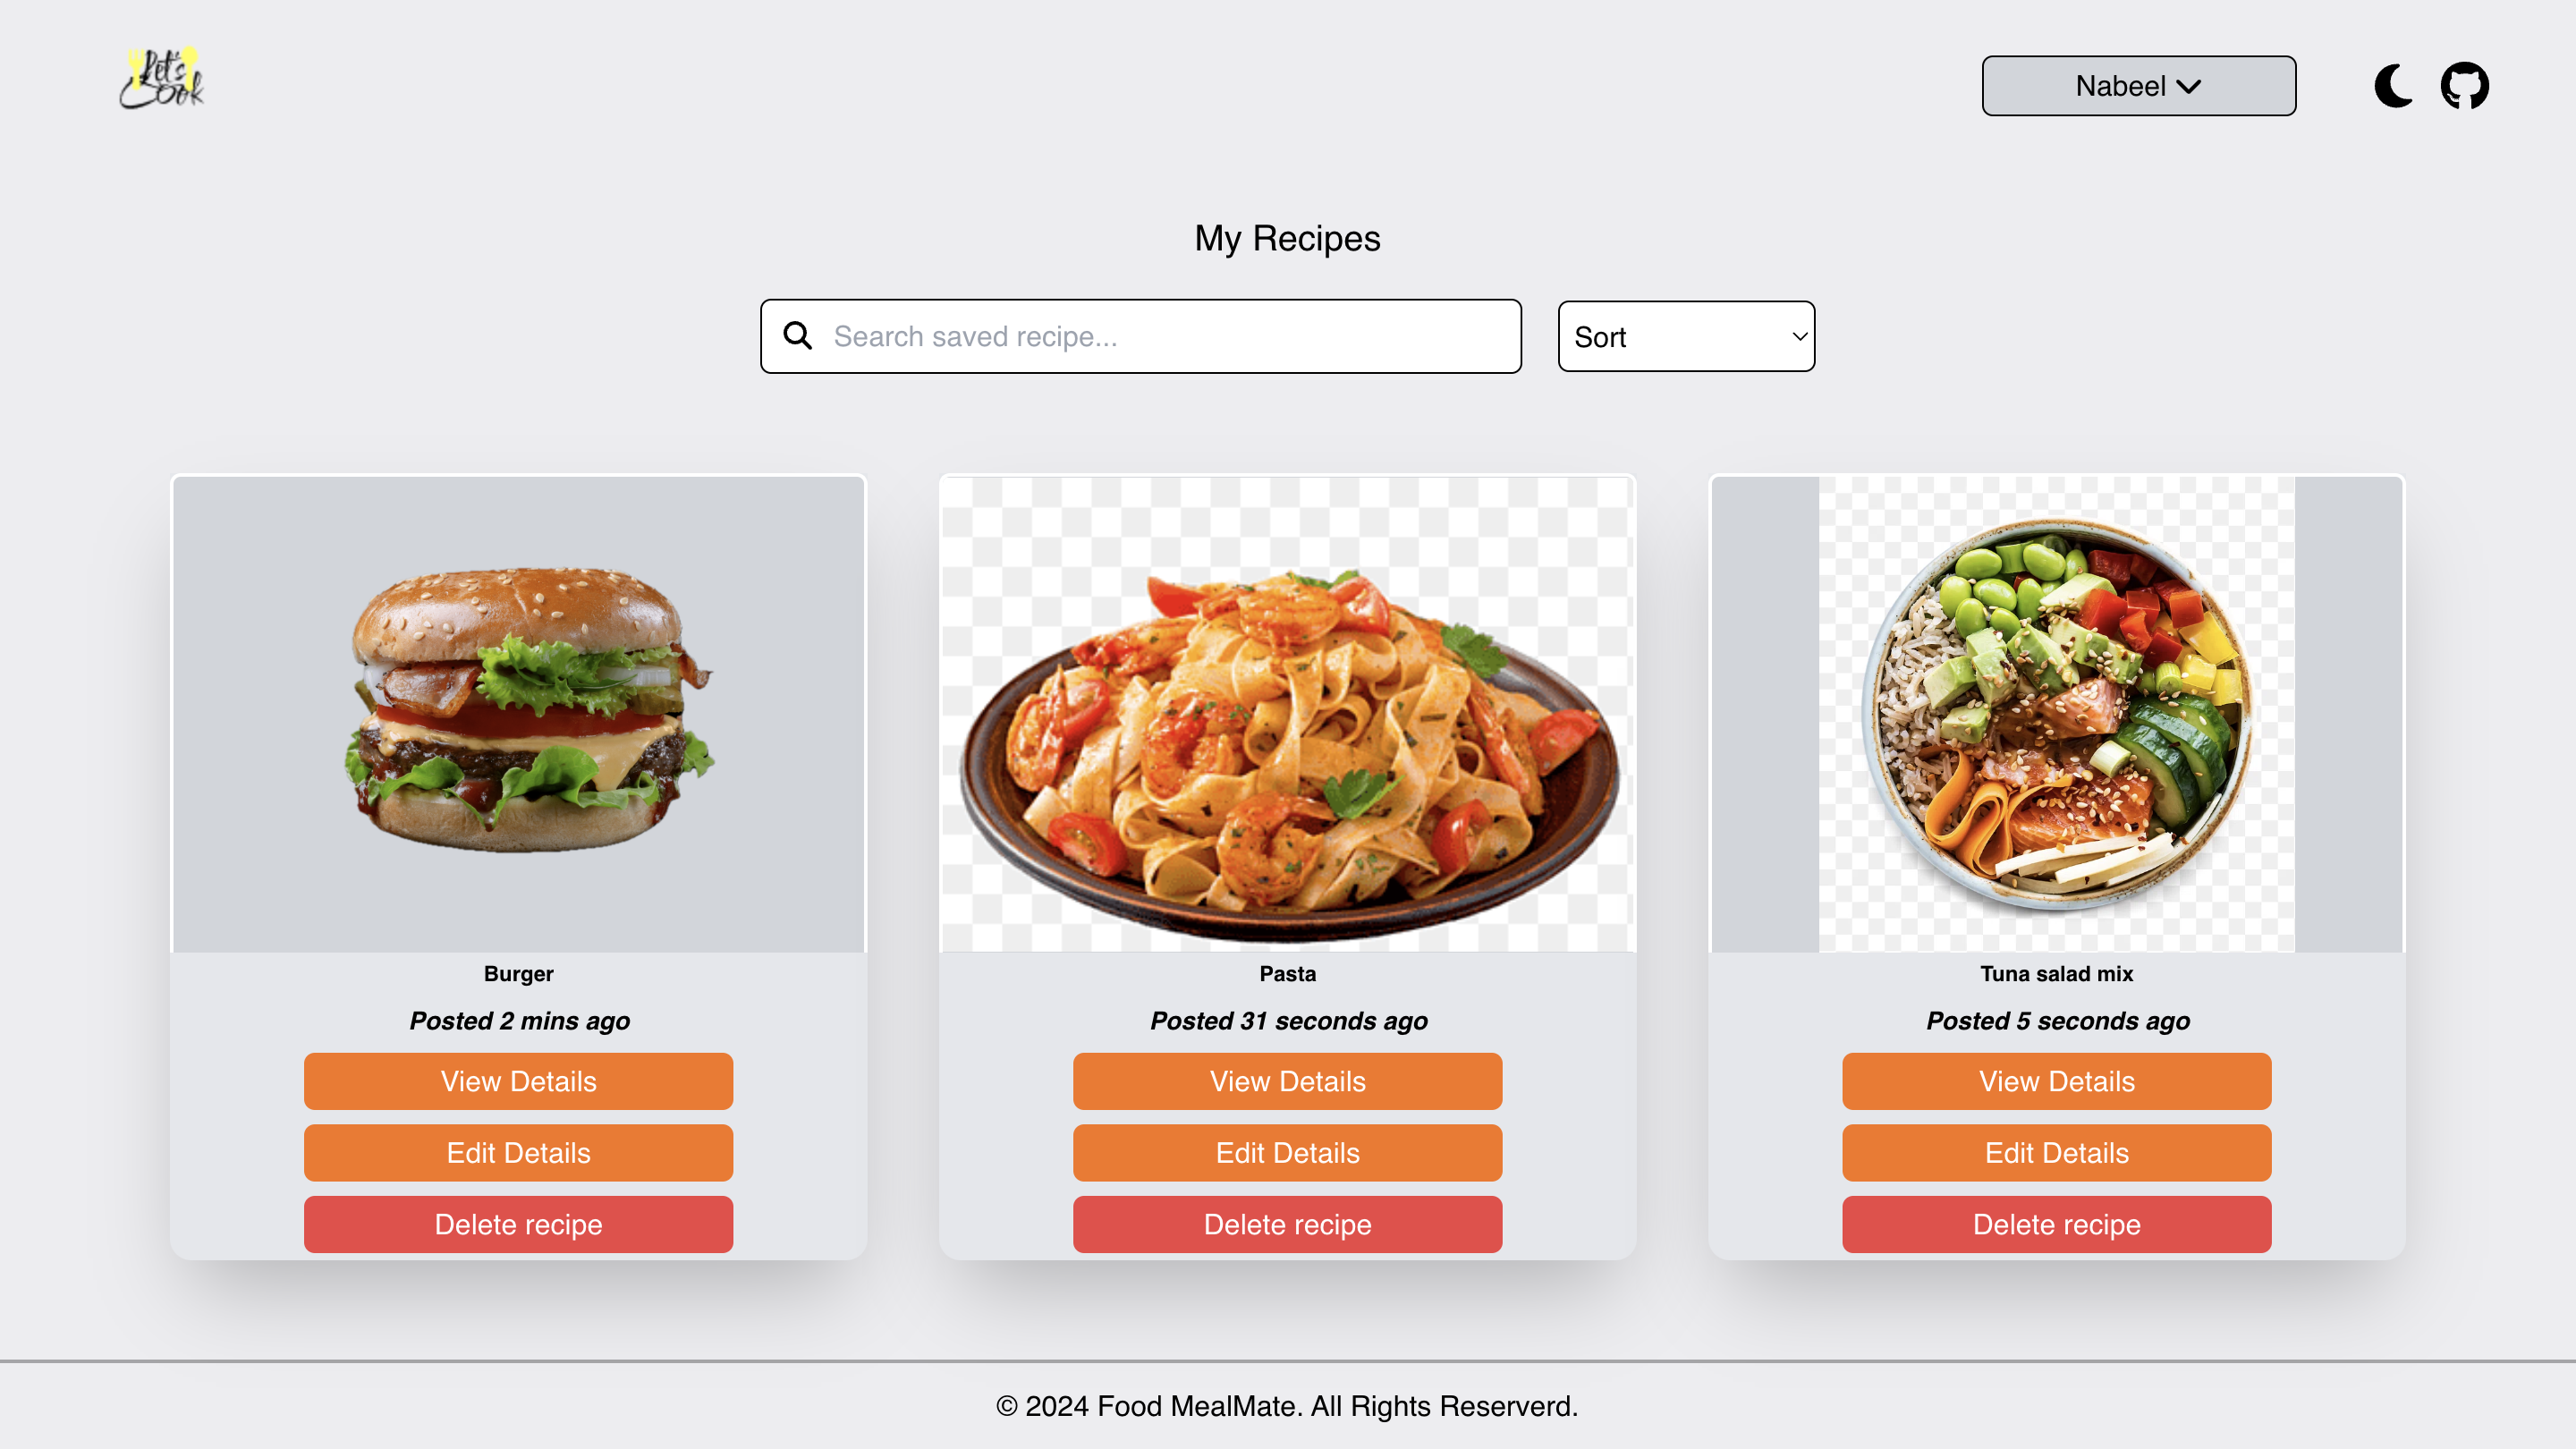 Let's
Cook
Nabeel
My Recipes
Search saved recipe...
Sort
Burger
Posted 2 mins ago
View Details
Edit Details
Delete recipe
Pasta
Posted 31 seconds ago
View Details
Edit Details
Delete recipe
Tuna salad mix
Posted 5 seconds ago
View Details
Edit Details
Delete recipe
© 2024 Food MealMate. All Rights Reserverd.